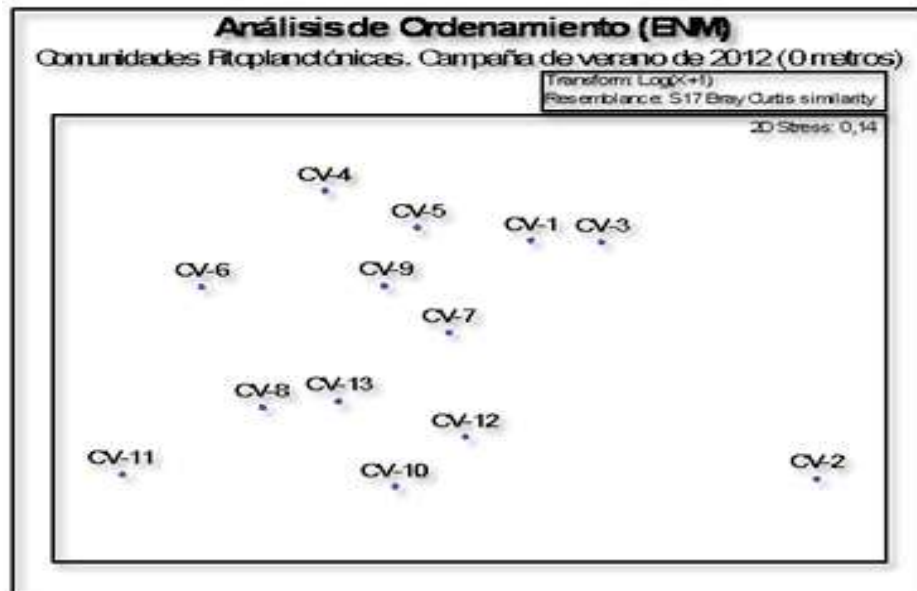 Análisis de Ordenamiento (ENM)
Comunidades Fitoplanctónicas. Campaña de verano de 2012 (0 metros)
Transform: Log(X+1)
Resemblance: S17 Bray Curtis similarity
2D Stress: 0,14
CV-4
CV-5
CV-1
CV-3
CV-6
CV-9
CV-7
CV-8
CV-13
CV-12
CV-11
CV-10
CV-2